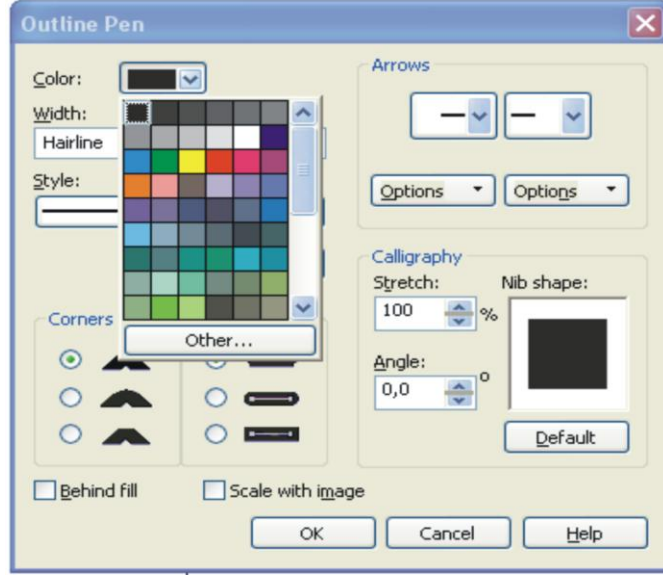 Outline Pen
Color:
Arrows
Width:
Hairline
Style:
Options
Options
Calligraphy
Stretch:
Nib shape:
100
%
Corners
Other...
Angle:
0,0
°
Default
Behind fill
Scale with image
OK
Cancel
Help